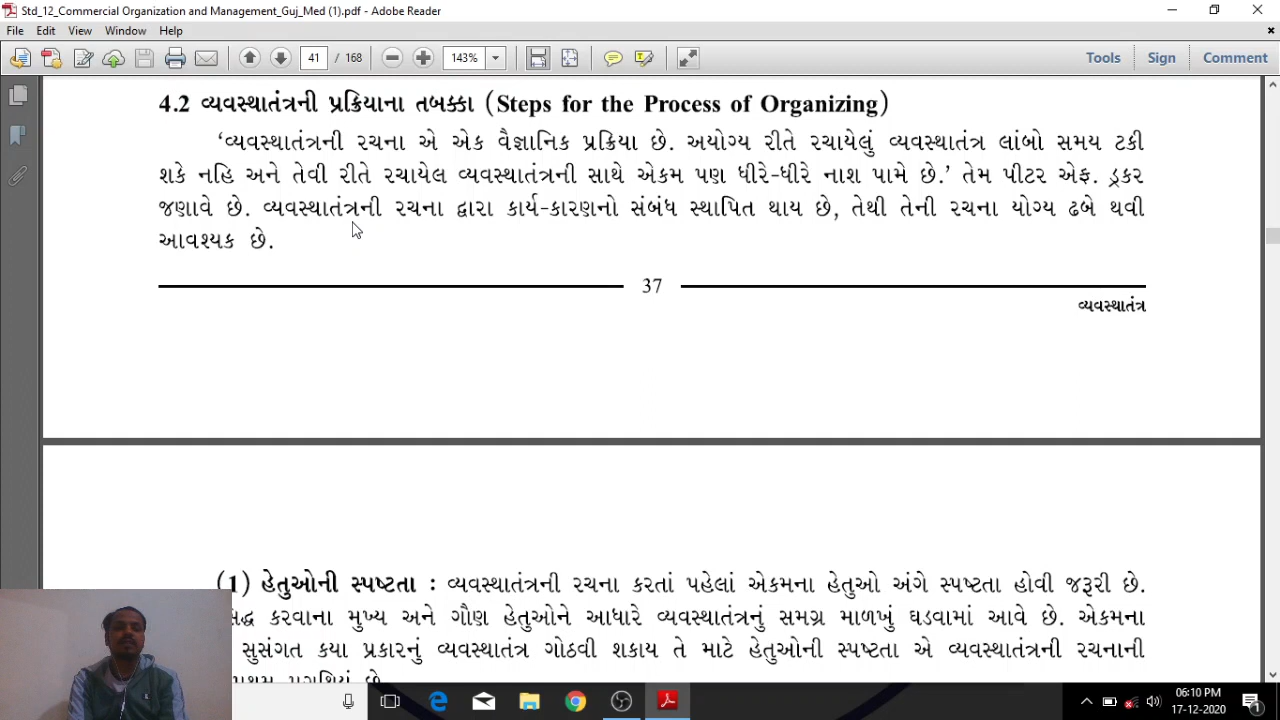 Std_12_Commercial Organization and Management_Guj_Med (1).pdf - Adobe Reader
File Edit View Window Help
41 / 168 143% Tools Sign Comment
4.2 વ્યવસ્થાતંત્રની પ્રક્રિયાના તબક્કા (Steps for the Process of Organizing)
‘વ્યવસ્થાતંત્રની રચના એ એક વૈજ્ઞાનિક પ્રક્રિયા છે. અયોગ્ય રીતે રચાયેલું વ્યવસ્થાતંત્ર લાંબો સમય ટકી
શકે નહિ અને તેવી રીતે રચાયેલ વ્યવસ્થાતંત્રની સાથે એકમ પણ ધીરે-ધીરે નાશ પામે છે.’ તેમ પીટર એફ. ડ્રકર
જણાવે છે. વ્યવસ્થાતંત્રની રચના દ્વારા કાર્ય-કારણનો સંબંધ સ્થાપિત થાય છે, તેથી તેની રચના યોગ્ય ઢબે થવી
આવશ્યક છે.
37
વ્યવસ્થાતંત્ર
(1) હેતુઓની સ્પષ્ટતા : વ્યવસ્થાતંત્રની રચના કરતાં પહેલાં એકમના હેતુઓ અંગે સ્પષ્ટતા હોવી જરૂરી છે.
કરવાના મુખ્ય અને ગૌણ હેતુઓને આધારે વ્યવસ્થાતંત્રનું સમગ્ર માળખું ઘડવામાં આવે છે. એકમના
સુસંગત કયા પ્રકારનું વ્યવસ્થાતંત્ર ગોઠવી શકાય તે માટે હેતુઓની સ્પષ્ટતા એ વ્યવસ્થાતંત્રની રચનાની
06:10 PM
17-12-2020